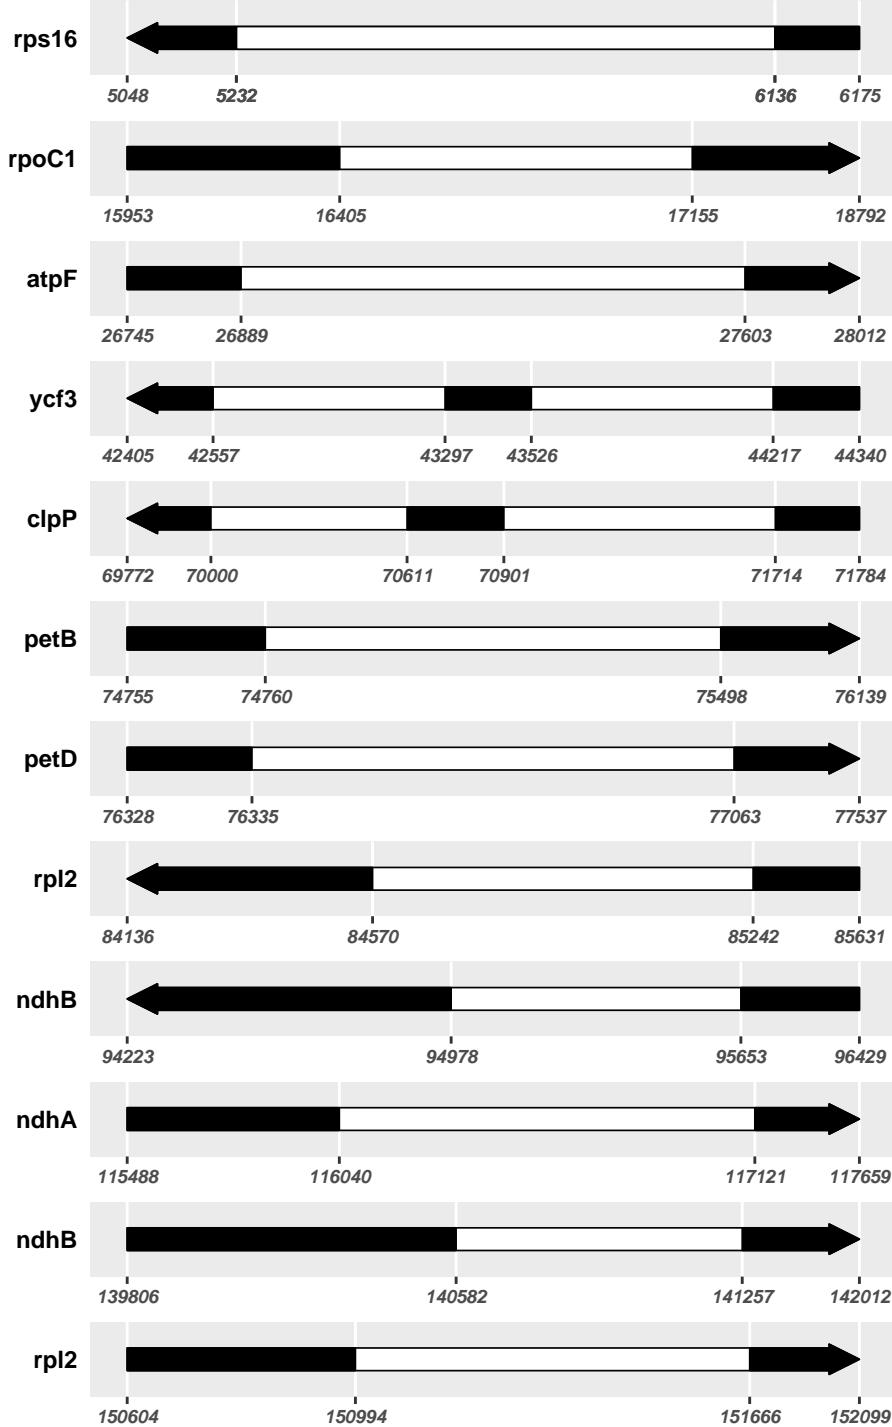 rps16
5048 5232 6136 6175
rpoC1
15953 16405 17155 18792
atpF
26745 26889 27603 28012
ycf3
42405 42557 43297 43526 44217 44340
clpP
69772 70000 70611 70901 71714 71784
petB
74755 74760 75498 76139
petD
76328 76335 77063 77537
rpl2
84136 84570 85242 85631
ndhB
94223 94978 95653 96429
ndhA
115488 116040 117121 117659
ndhB
139806 140582 141257 142012
rpl2
150604 150994 151666 152099